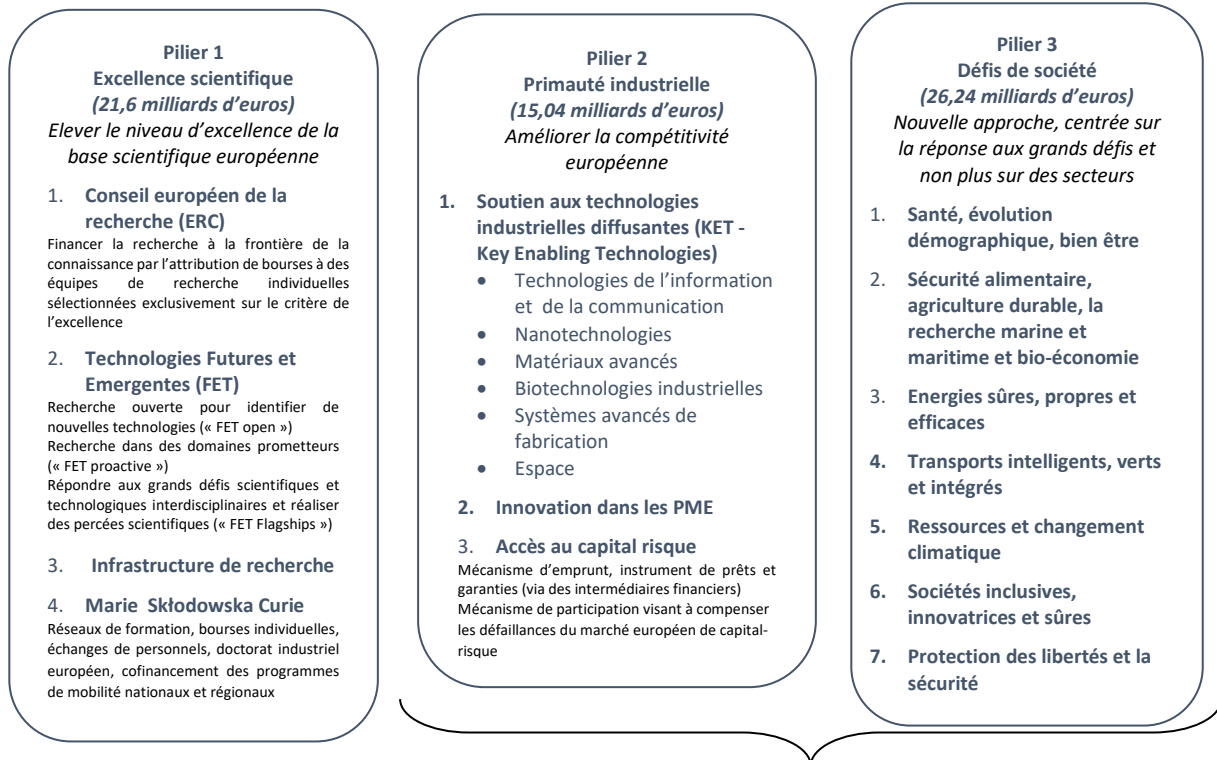 Pilier 1
Excellence scientifique
(21,6 milliards d’euros)
Elever le niveau d’excellence de la
base scientifique européenne
1. Conseil européen de la
recherche (ERC)
Financer la recherche à la frontière de la
connaissance par l’attribution de bourses à des
équipes de recherche individuelles
sélectionnées exclusivement sur le critère de
l’excellence
2. Technologies Futures et
Emergentes (FET)
Recherche ouverte pour identifier de
nouvelles technologies (« FET open »)
Recherche dans des domaines prometteurs
(« FET proactive »)
Répondre aux grands défis scientifiques et
technologiques interdisciplinaires et réaliser
des percées scientifiques (« FET Flagships »)
3. Infrastructure de recherche
4. Marie Skłodowska Curie
Réseaux de formation, bourses individuelles,
échanges de personnels, doctorat industriel
européen, cofinancement des programmes
de mobilité nationaux et régionaux
Pilier 2
Primauté industrielle
(15,04 milliards d’euros)
Améliorer la compétitivité
européenne
1. Soutien aux technologies
industrielles diffusantes (KET -
Key Enabling Technologies)
• Technologies de l’information
et de la communication
• Nanotechnologies
• Matériaux avancés
• Biotechnologies industrielles
• Systèmes avancés de
fabrication
• Espace
2. Innovation dans les PME
3. Accès au capital risque
Mécanisme d’emprunt, instrument de prêts et
garanties (via des intermédiaires financiers)
Mécanisme de participation visant à compenser
les défaillances du marché européen de capital-
risque
Pilier 3
Défis de société
(26,24 milliards d’euros)
Nouvelle approche, centrée sur
la réponse aux grands défis et
non plus sur des secteurs
1. Santé, évolution
démographique, bien être
2. Sécurité alimentaire,
agriculture durable, la
recherche marine et
maritime et bio-économie
3. Energies sûres, propres et
efficaces
4. Transports intelligents, verts
et intégrés
5. Ressources et changement
climatique
6. Sociétés inclusives,
innovatrices et sûres
7. Protection des libertés et la
sécurité